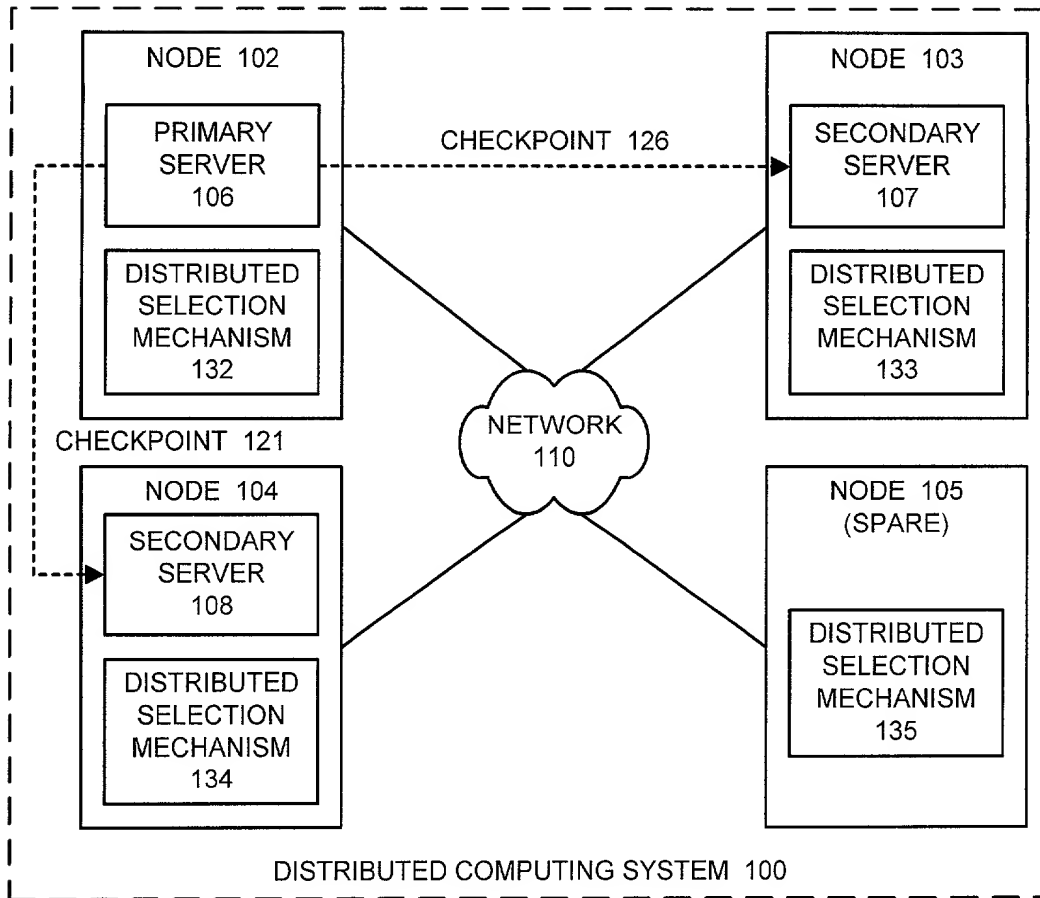 NODE 102
PRIMARY
SERVER
106
DISTRIBUTED
SELECTION
MECHANISM
132
CHECKPOINT 126
NODE 103
SECONDARY
SERVER
107
DISTRIBUTED
SELECTION
MECHANISM
133
NETWORK
110
CHECKPOINT 121
NODE 104
SECONDARY
SERVER
108
DISTRIBUTED
SELECTION
MECHANISM
134
NODE 105
(SPARE)
DISTRIBUTED
SELECTION
MECHANISM
135
DISTRIBUTED COMPUTING SYSTEM 100